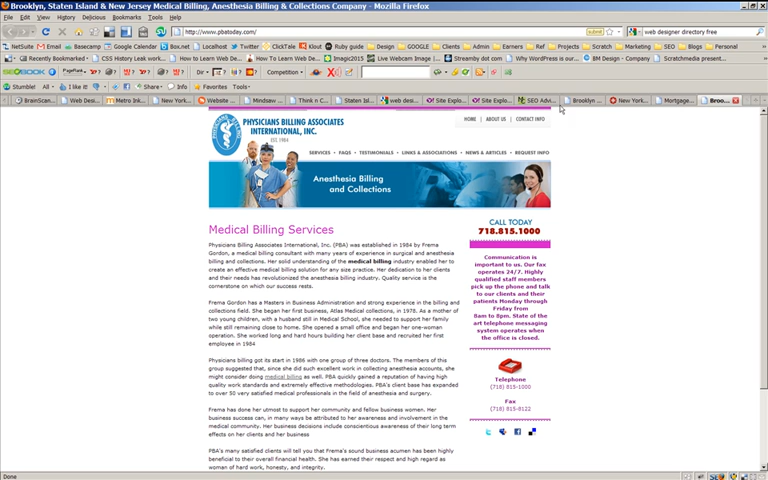 Brooklyn, Staten Island & New Jersey Medical Billing, Anesthesia Billing & Collections Company - Mozilla Firefox
File Edit View History Delicious Bookmarks Tools Help
http://www.pbatoday.com/
submit
web designer directory free
NetSuite Gmail Basecamp Google Calendar Box.Net Localhost Twitter ClickTale Klout Ruby guide Design GOOGLE Clients Admin Earners Ref Projects Scratch Marketing SEO Blogs Personal
Recently Bookmarked CSS History Leak work... How to Learn Web De... How To Learn Web De... Imagic2015 Live Webcam Image | ... Streamby dot com Why WordPress is our... BM Design - Company Scratchmedia present...
SEOBOOK PageRank Dir Competition
Stumble! All I like it! Share Info Favorites Tools
BrainScan... Web Desi... Metro Ink... New York... Website ... Mindsaw ... Think n C... Staten Isl... web desi... Site Explo... Site Explo... SEO Advi... Brooklyn ... New York... Mortgage... Broo...
PHYSICIANS BILLING ASSOCIATES
INTERNATIONAL, INC.
EST. 1984
HOME | ABOUT US | CONTACT INFO
SERVICES • FAQS • TESTIMONIALS • LINKS & ASSOCIATIONS • NEWS & ARTICLES • REQUEST INFO
Anesthesia Billing
and Collections
Medical Billing Services
Physicians Billing Associates International, Inc. (PBA) was established in 1984 by Frema
Gordon, a medical billing consultant with many years of experience in surgical and anesthesia
billing and collections. Her solid understanding of the medical billing industry enabled her to
create an effective medical billing solution for any size practice. Her dedication to her clients
and their needs has revolutionized the anesthesia billing industry. Quality service is the
cornerstone on which our success rests.
Frema Gordon has a Masters in Business Administration and strong experience in the billing and
collections field. She began her first business, Atlas Medical collections, in 1978. As a mother of
two young children, with a husband still in Medical School, she needed to support her family
while still remaining close to home. She opened a small office and began her one-woman
operation. She worked long and hard hours building her client base and recruited her first
employee in 1984
Physicians billing got its start in 1986 with one group of three doctors. The members of this
group suggested that, since she did such excellent work in collecting anesthesia accounts, she
might consider doing medical billing as well. PBA quickly gained a reputation of having high
quality work standards and extremely effective methodologies. PBA's client base has expanded
to over 50 very satisfied medical professionals in the field of anesthesia and surgery.
Frema has done her utmost to support her community and fellow business women. Her
business success can, in many ways be attributed to her awareness and involvement in the
medical community. Her business decisions include conscientious awareness of their long term
effects on her clients and her business
PBA's many satisfied clients will tell you that Frema's sound business acumen has been highly
beneficial to their overall financial health. She has earned their respect and high regard as
woman of hard work, honesty, and integrity.
CALL TODAY
718.815.1000
Communication is
important to us. Our fax
operates 24/7. Highly
qualified staff members
pick up the phone and talk
to our clients and their
patients Monday through
Friday from
8am to 8pm. State of the
art telephone messaging
system operates when
the office is closed.
Telephone
(718) 815-1000
Fax
(718) 815-8122
Done